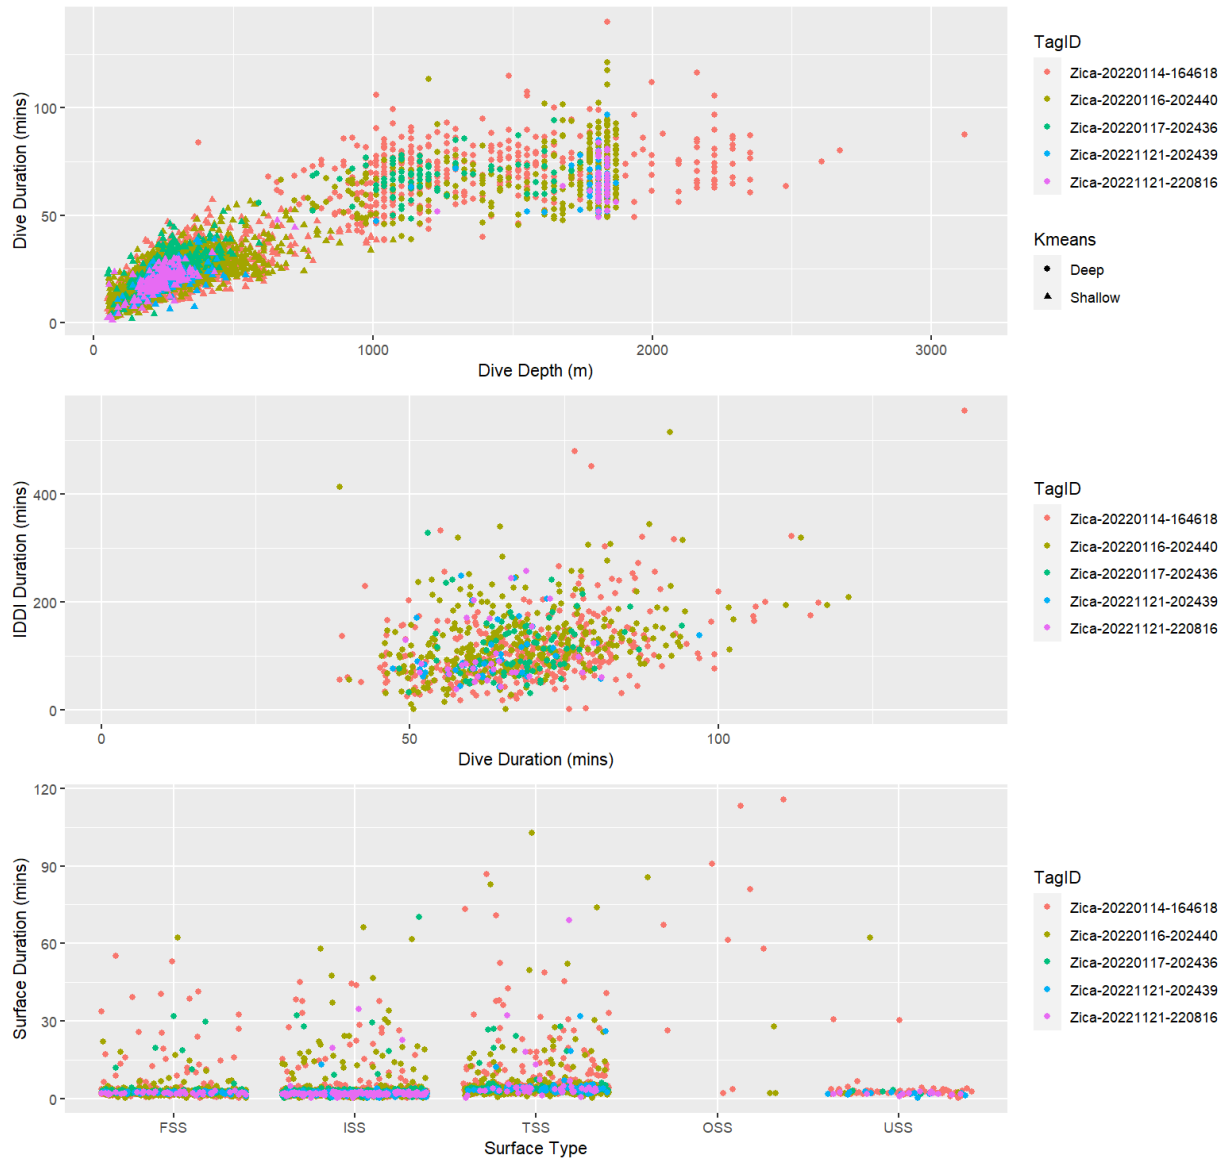 100
50
0
0
1000
2000
3000
Dive Duration (mins)
Dive Depth (m)
TagID
Zica-20220114-164618
Zica-20220116-202440
Zica-20220117-202436
Zica-20221121-202439
Zica-20221121-220816
Kmeans
Deep
Shallow
400
200
0
0
50
100
IDDI Duration (mins)
Dive Duration (mins)
TagID
Zica-20220114-164618
Zica-20220116-202440
Zica-20220117-202436
Zica-20221121-202439
Zica-20221121-220816
120
90
60
30
0
FSS
ISS
TSS
OSS
USS
Surface Duration (mins)
Surface Type
TagID
Zica-20220114-164618
Zica-20220116-202440
Zica-20220117-202436
Zica-20221121-202439
Zica-20221121-220816